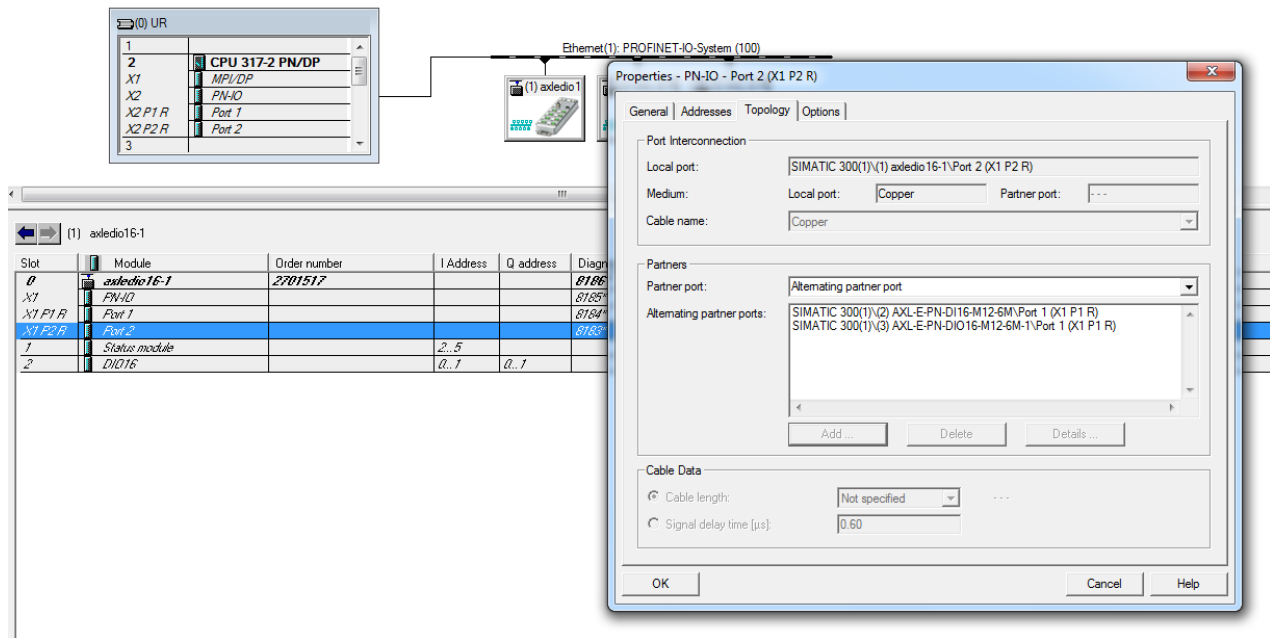 (0) UR
1
2 CPU 317-2 PN/DP
X1 MPI/DP
X2 PN-IO
X2 P1 R Port 1
X2 P2 R Port 2
3
Ethernet(1): PROFINET-IO-System (100)
(1) axledio1
(1) axledio16-1
Slot Module Order number I Address Q address Diagn
0 axledio16-1 2701517 8186*
X1 PN-IO 8185*
X1 P1 R Port 1 8184*
X1 P2 R Port 2 8183*
1 Status module 2...5
2 DIO16 0...1 0...1
Properties - PN-IO - Port 2 (X1 P2 R)
General Addresses Topology Options
Port Interconnection
Local port: SIMATIC 300(1)\(1) axledio16-1\Port 2 (X1 P2 R)
Medium: Local port: Copper Partner port: - - -
Cable name: Copper
Partners
Partner port: Alternating partner port
Alternating partner ports: SIMATIC 300(1)\(2) AXL-E-PN-DI16-M12-6M\Port 1 (X1 P1 R)
SIMATIC 300(1)\(3) AXL-E-PN-DIO16-M12-6M-1\Port 1 (X1 P1 R)
Add ... Delete Details ...
Cable Data
Cable length: Not specified - - -
Signal delay time [µs]: 0.60
OK Cancel Help